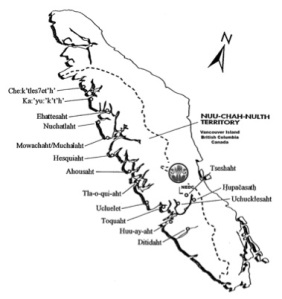 Che:k'tles7et'h'
Ka:'yu:'k't'h'
Ehattesaht
Nuchatlaht
Mowachaht/Muchalaht
Hesquiaht
Ahousaht
Tla-o-qui-aht
Ucluelet
Toquaht
Huu-ay-aht
Ditidaht
NUU-CHAH-NULTH
TERRITORY
Vancouver Island
British Columbia
Canada
Tseshaht
Hupačasath
Uchucklesaht